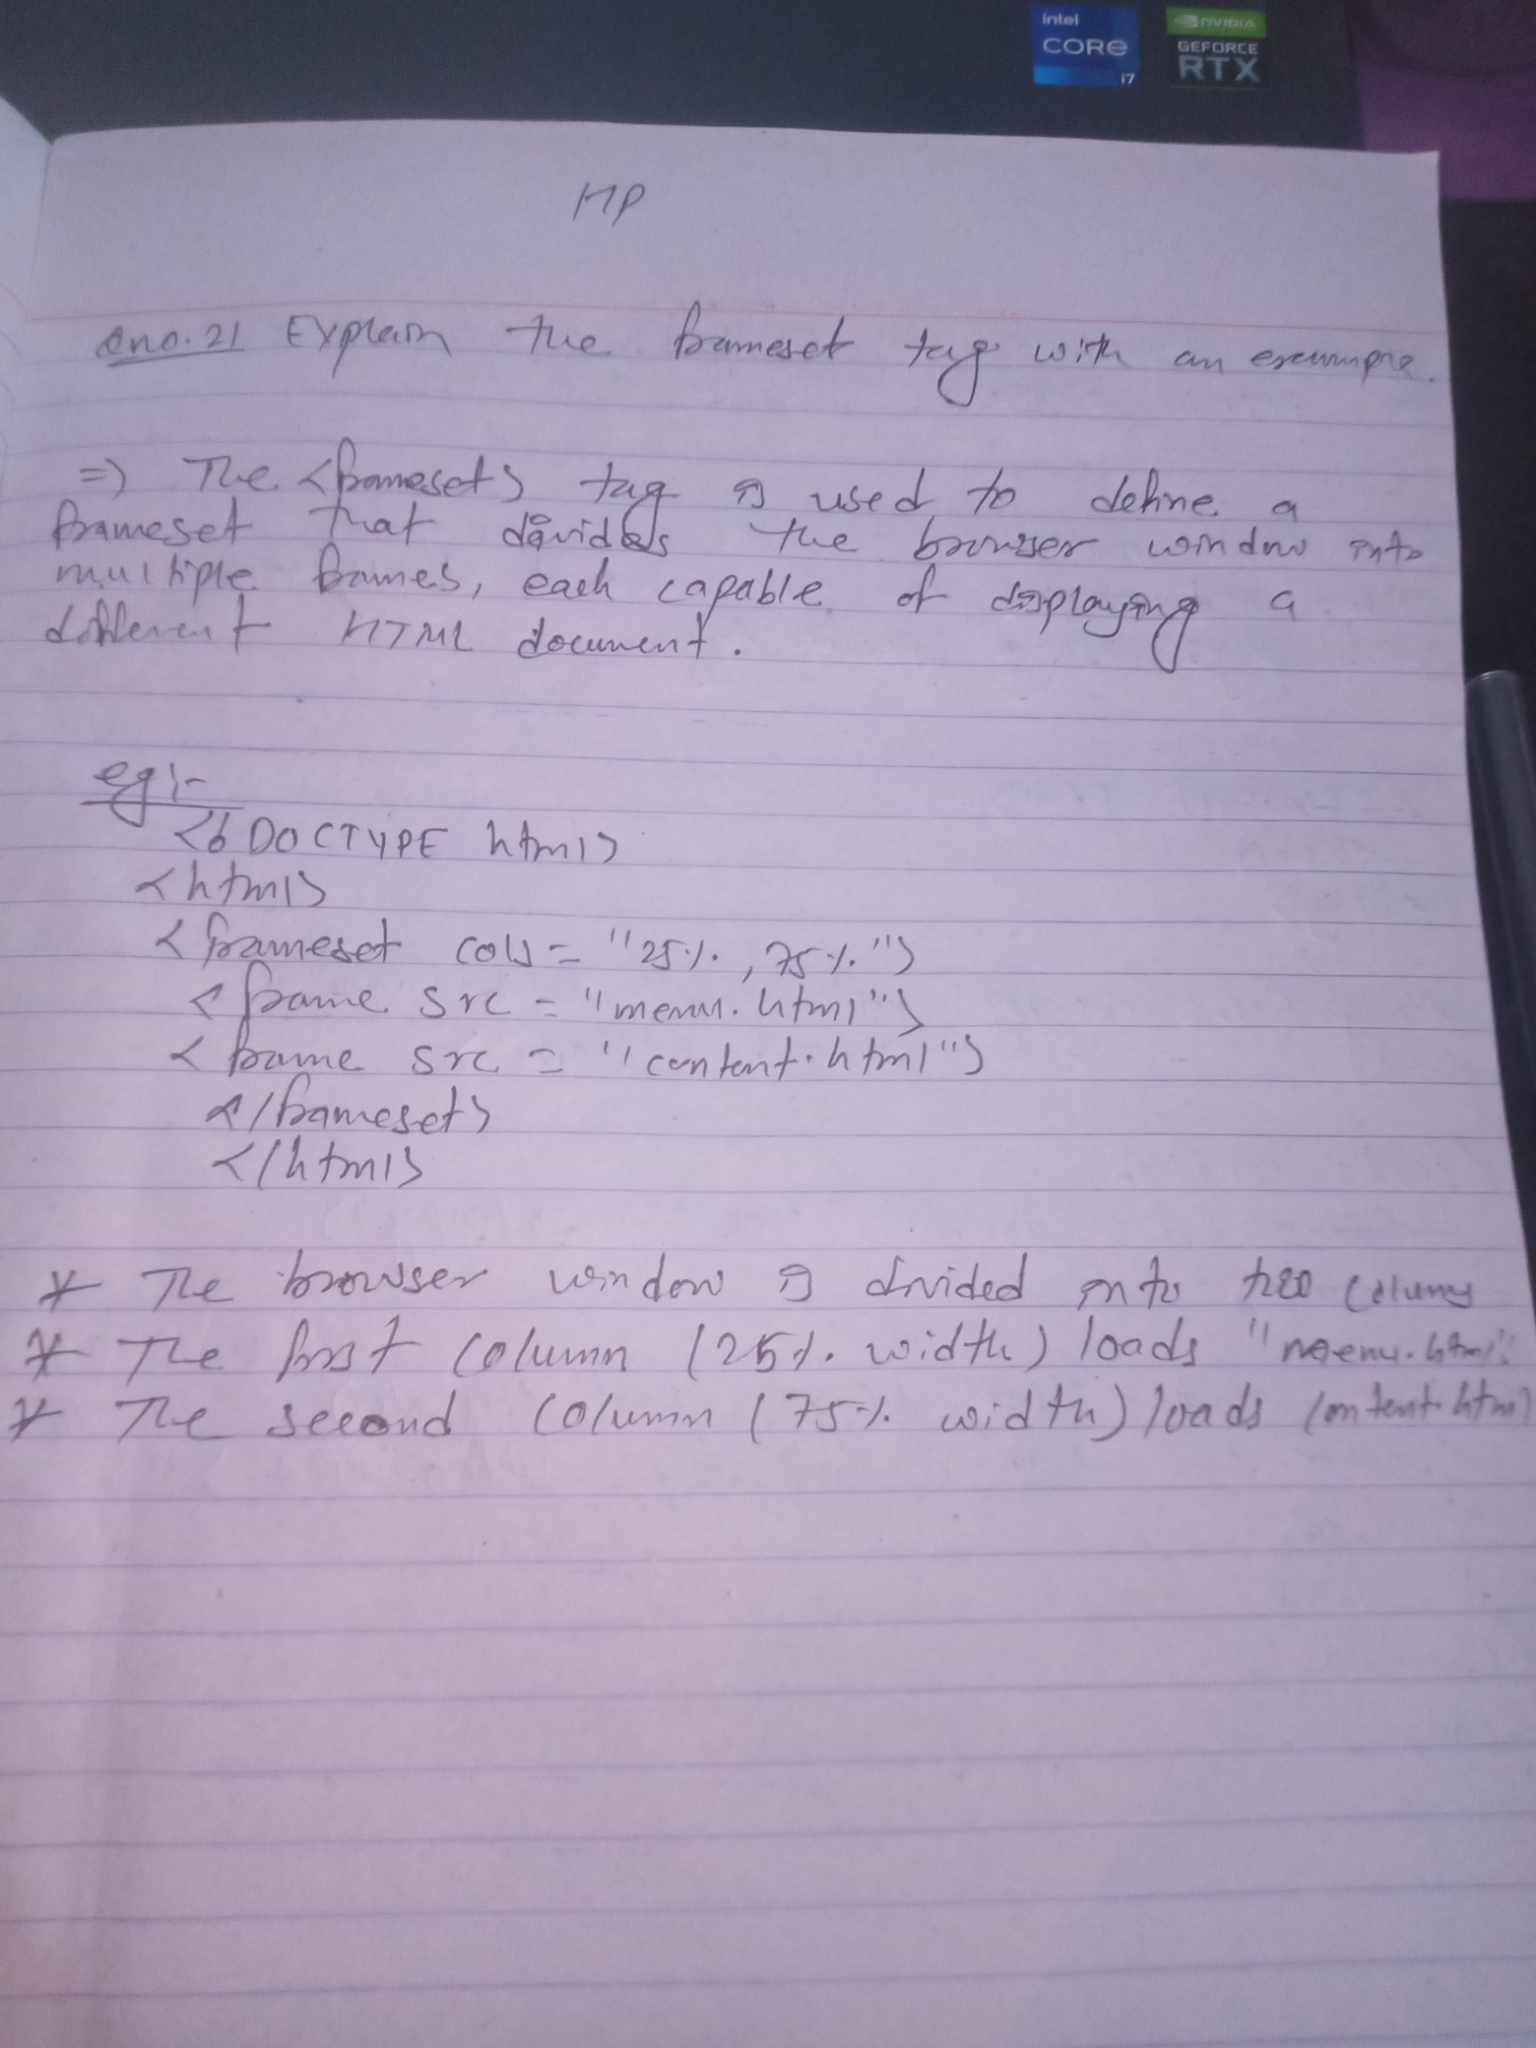 intel
CORE
i7
NVIDIA
GEFORCE
RTX
HP
Qno.21 Explain the frameset tag with an example.
=) The <frameset> tag is used to define a
frameset that divides the browser window into
multiple frames, each capable of displaying a
different HTML document.
eg:-
<! DOCTYPE html>
<html>
<frameset cols = "25%, 75%">
<frame src = "menu.html">
<frame src = "content.html">
</frameset>
</html>
* The browser window is divided into two columns
* The first column (25% width) loads "menu.html".
* The second column (75% width) loads content.html